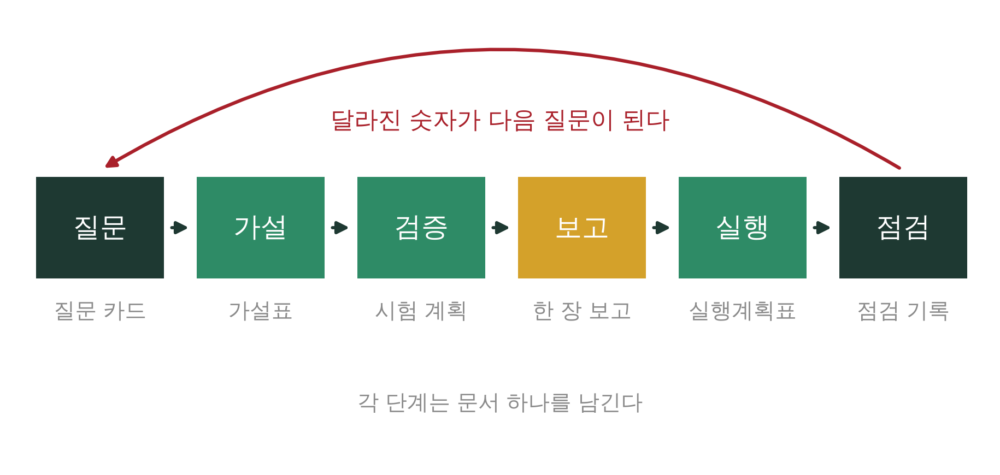 달라진 숫자가 다음 질문이 된다
질문
가설
검증
보고
실행
점검
질문 카드
가설표
시험 계획
한 장 보고
실행계획표
점검 기록
각 단계는 문서 하나를 남긴다